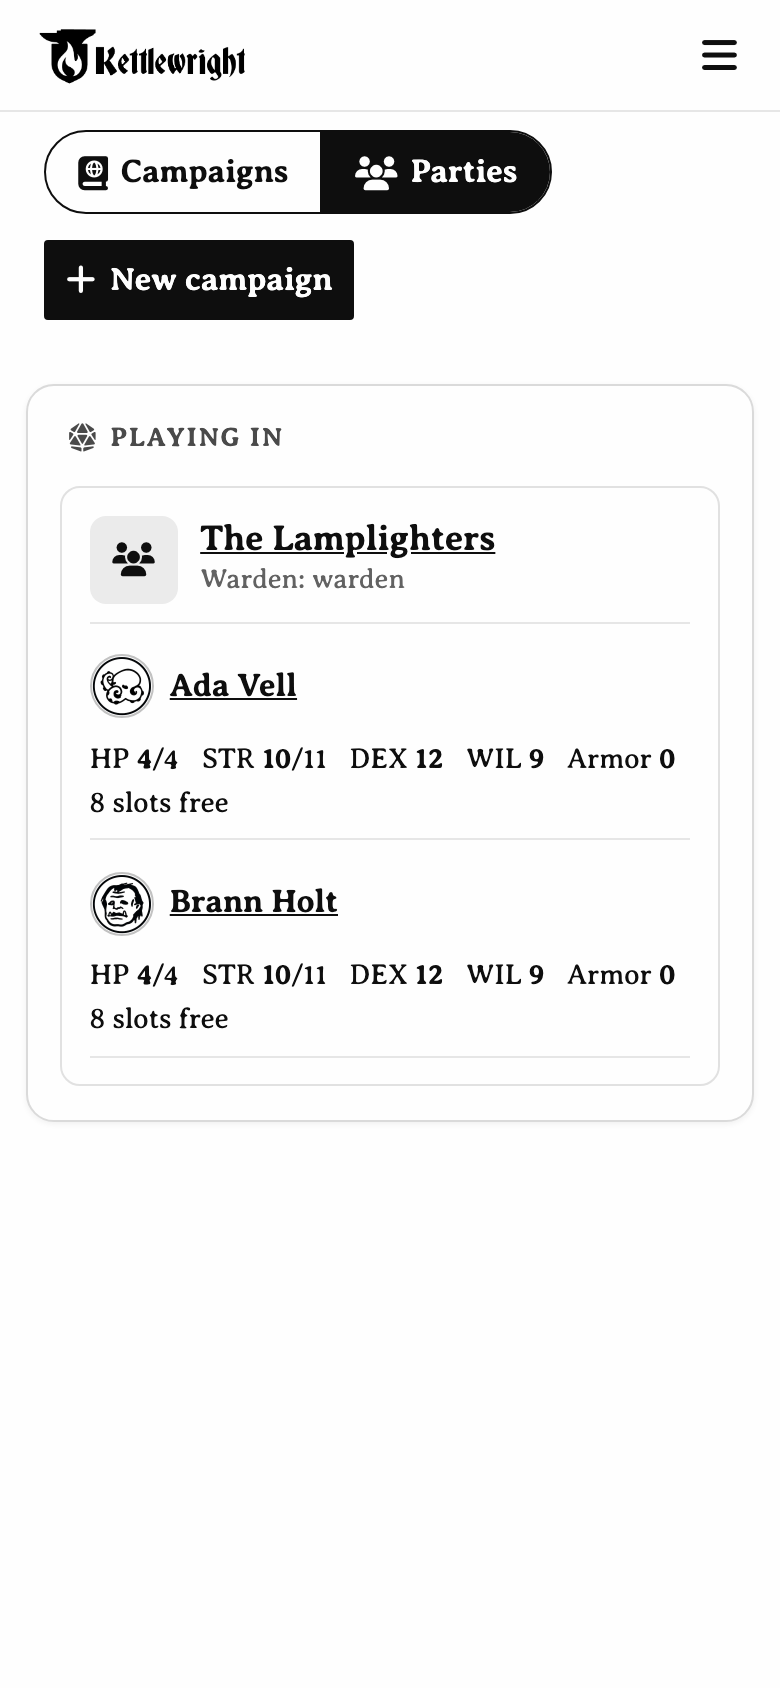 Kettlewright
Campaigns
Parties
New campaign
PLAYING IN
The Lamplighters
Warden: warden
Ada Vell
HP 4/4 STR 10/11 DEX 12 WIL 9 Armor 0
8 slots free
Brann Holt
HP 4/4 STR 10/11 DEX 12 WIL 9 Armor 0
8 slots free